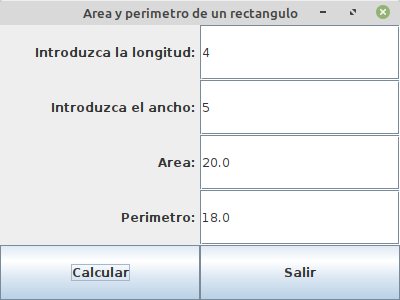 Area y perimetro de un rectangulo
Introduzca la longitud: 4
Introduzca el ancho: 5
Area: 20.0
Perimetro: 18.0
Calcular Salir